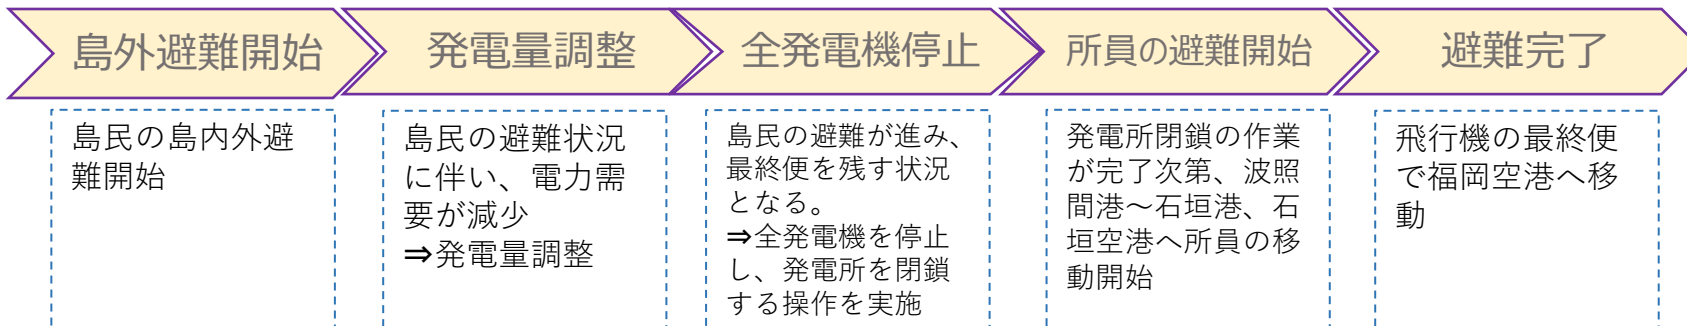 島外避難開始
発電量調整
全発電機停止
所員の避難開始
避難完了
島民の島内外避
難開始
島民の避難状況
に伴い、電力需
要が減少
⇒発電量調整
島民の避難が進み、
最終便を残す状況
となる。
⇒全発電機を停止
し、発電所を閉鎖
する操作を実施
発電所閉鎖の作業
が完了次第、波照
間港～石垣港、石
垣空港へ所員の移
動開始
飛行機の最終便
で福岡空港へ移
動